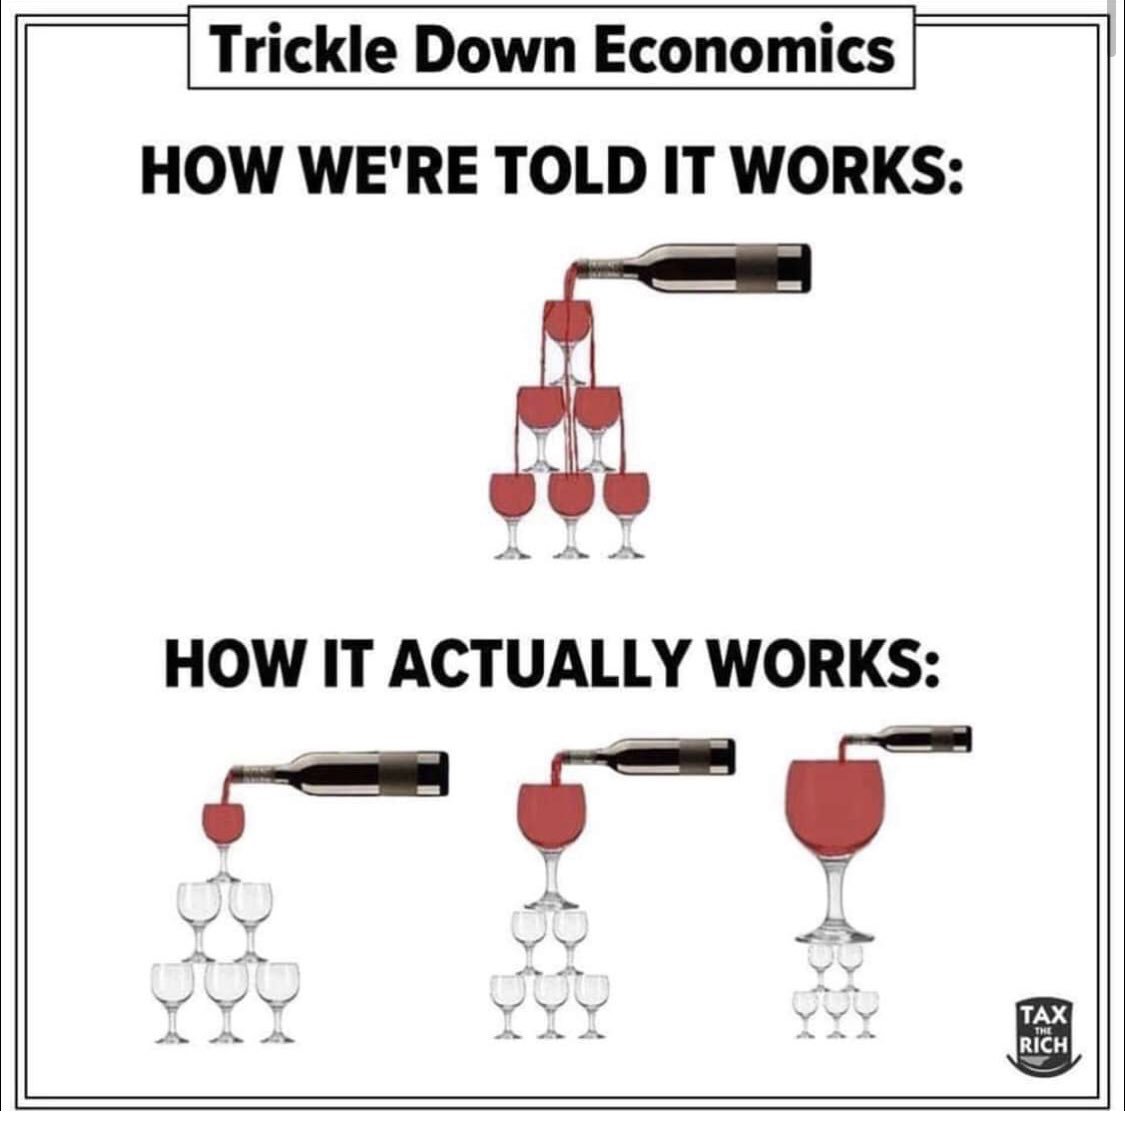 Trickle Down Economics
HOW WE'RE TOLD IT WORKS:
HOW IT ACTUALLY WORKS:
TAX
THE
RICH